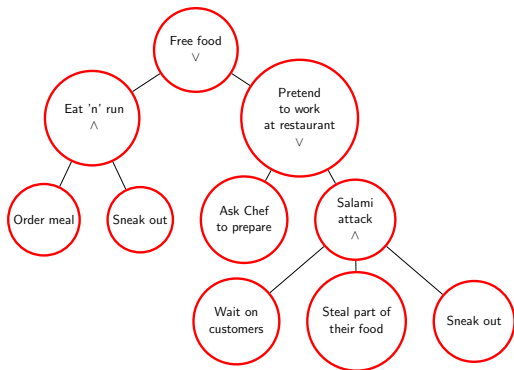 Free food
∨
Eat 'n' run
∧
Pretend
to work
at restaurant
∨
Order meal
Sneak out
Ask Chef
to prepare
Salami
attack
∧
Wait on
customers
Steal part of
their food
Sneak out